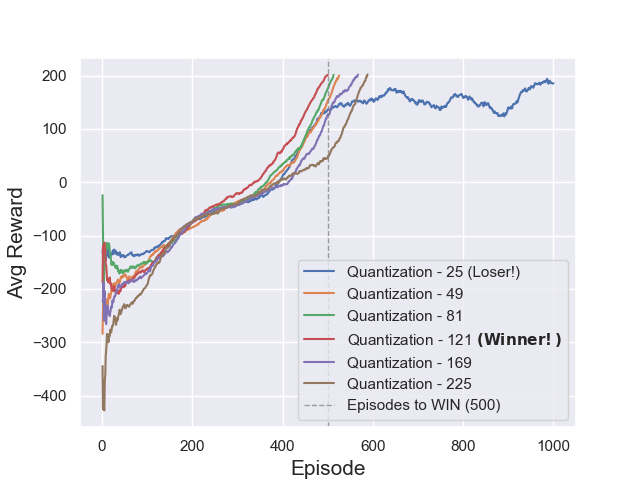 200
100
0
−100
−200
−300
−400
Avg Reward
Quantization - 25 (Loser!)
Quantization - 49
Quantization - 81
Quantization - 121 (Winner! )
Quantization - 169
Quantization - 225
Episodes to WIN (500)
0 200 400 600 800 1000
Episode